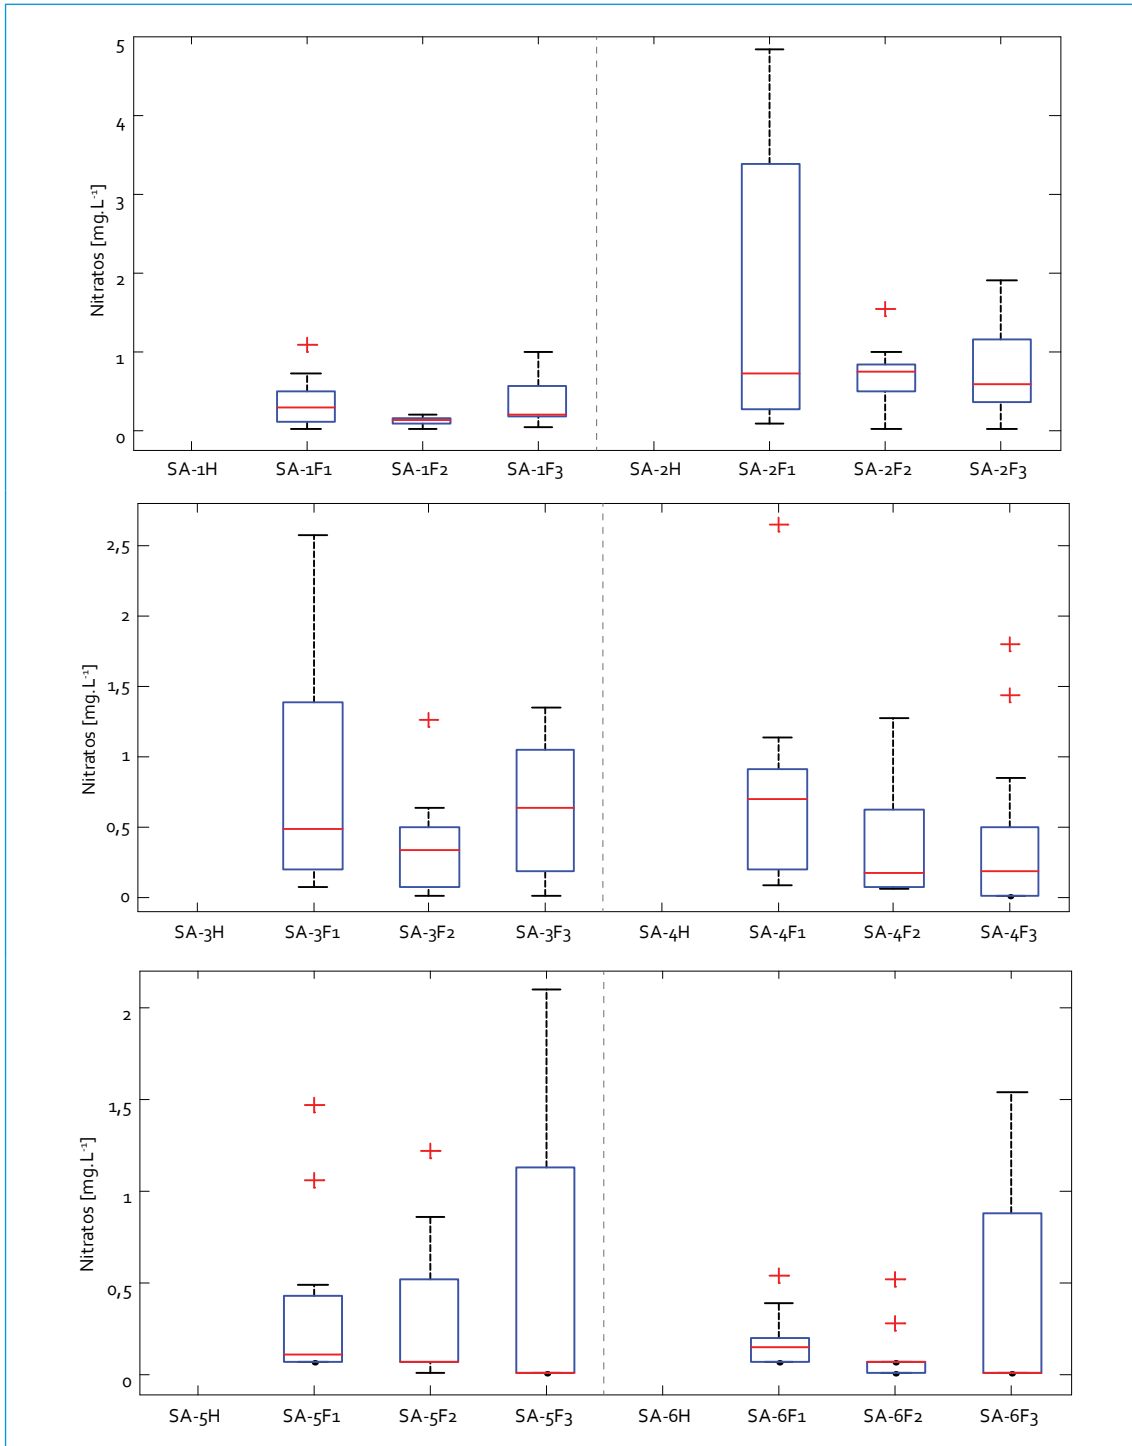 Nitratos [mg.L⁻¹]
5
4
3
2
1
0
SA-1H SA-1F1 SA-1F2 SA-1F3 SA-2H SA-2F1 SA-2F2 SA-2F3
Nitratos [mg.L⁻¹]
2,5
2
1,5
1
0,5
0
SA-3H SA-3F1 SA-3F2 SA-3F3 SA-4H SA-4F1 SA-4F2 SA-4F3
Nitratos [mg.L⁻¹]
2
1,5
1
0,5
0
SA-5H SA-5F1 SA-5F2 SA-5F3 SA-6H SA-6F1 SA-6F2 SA-6F3